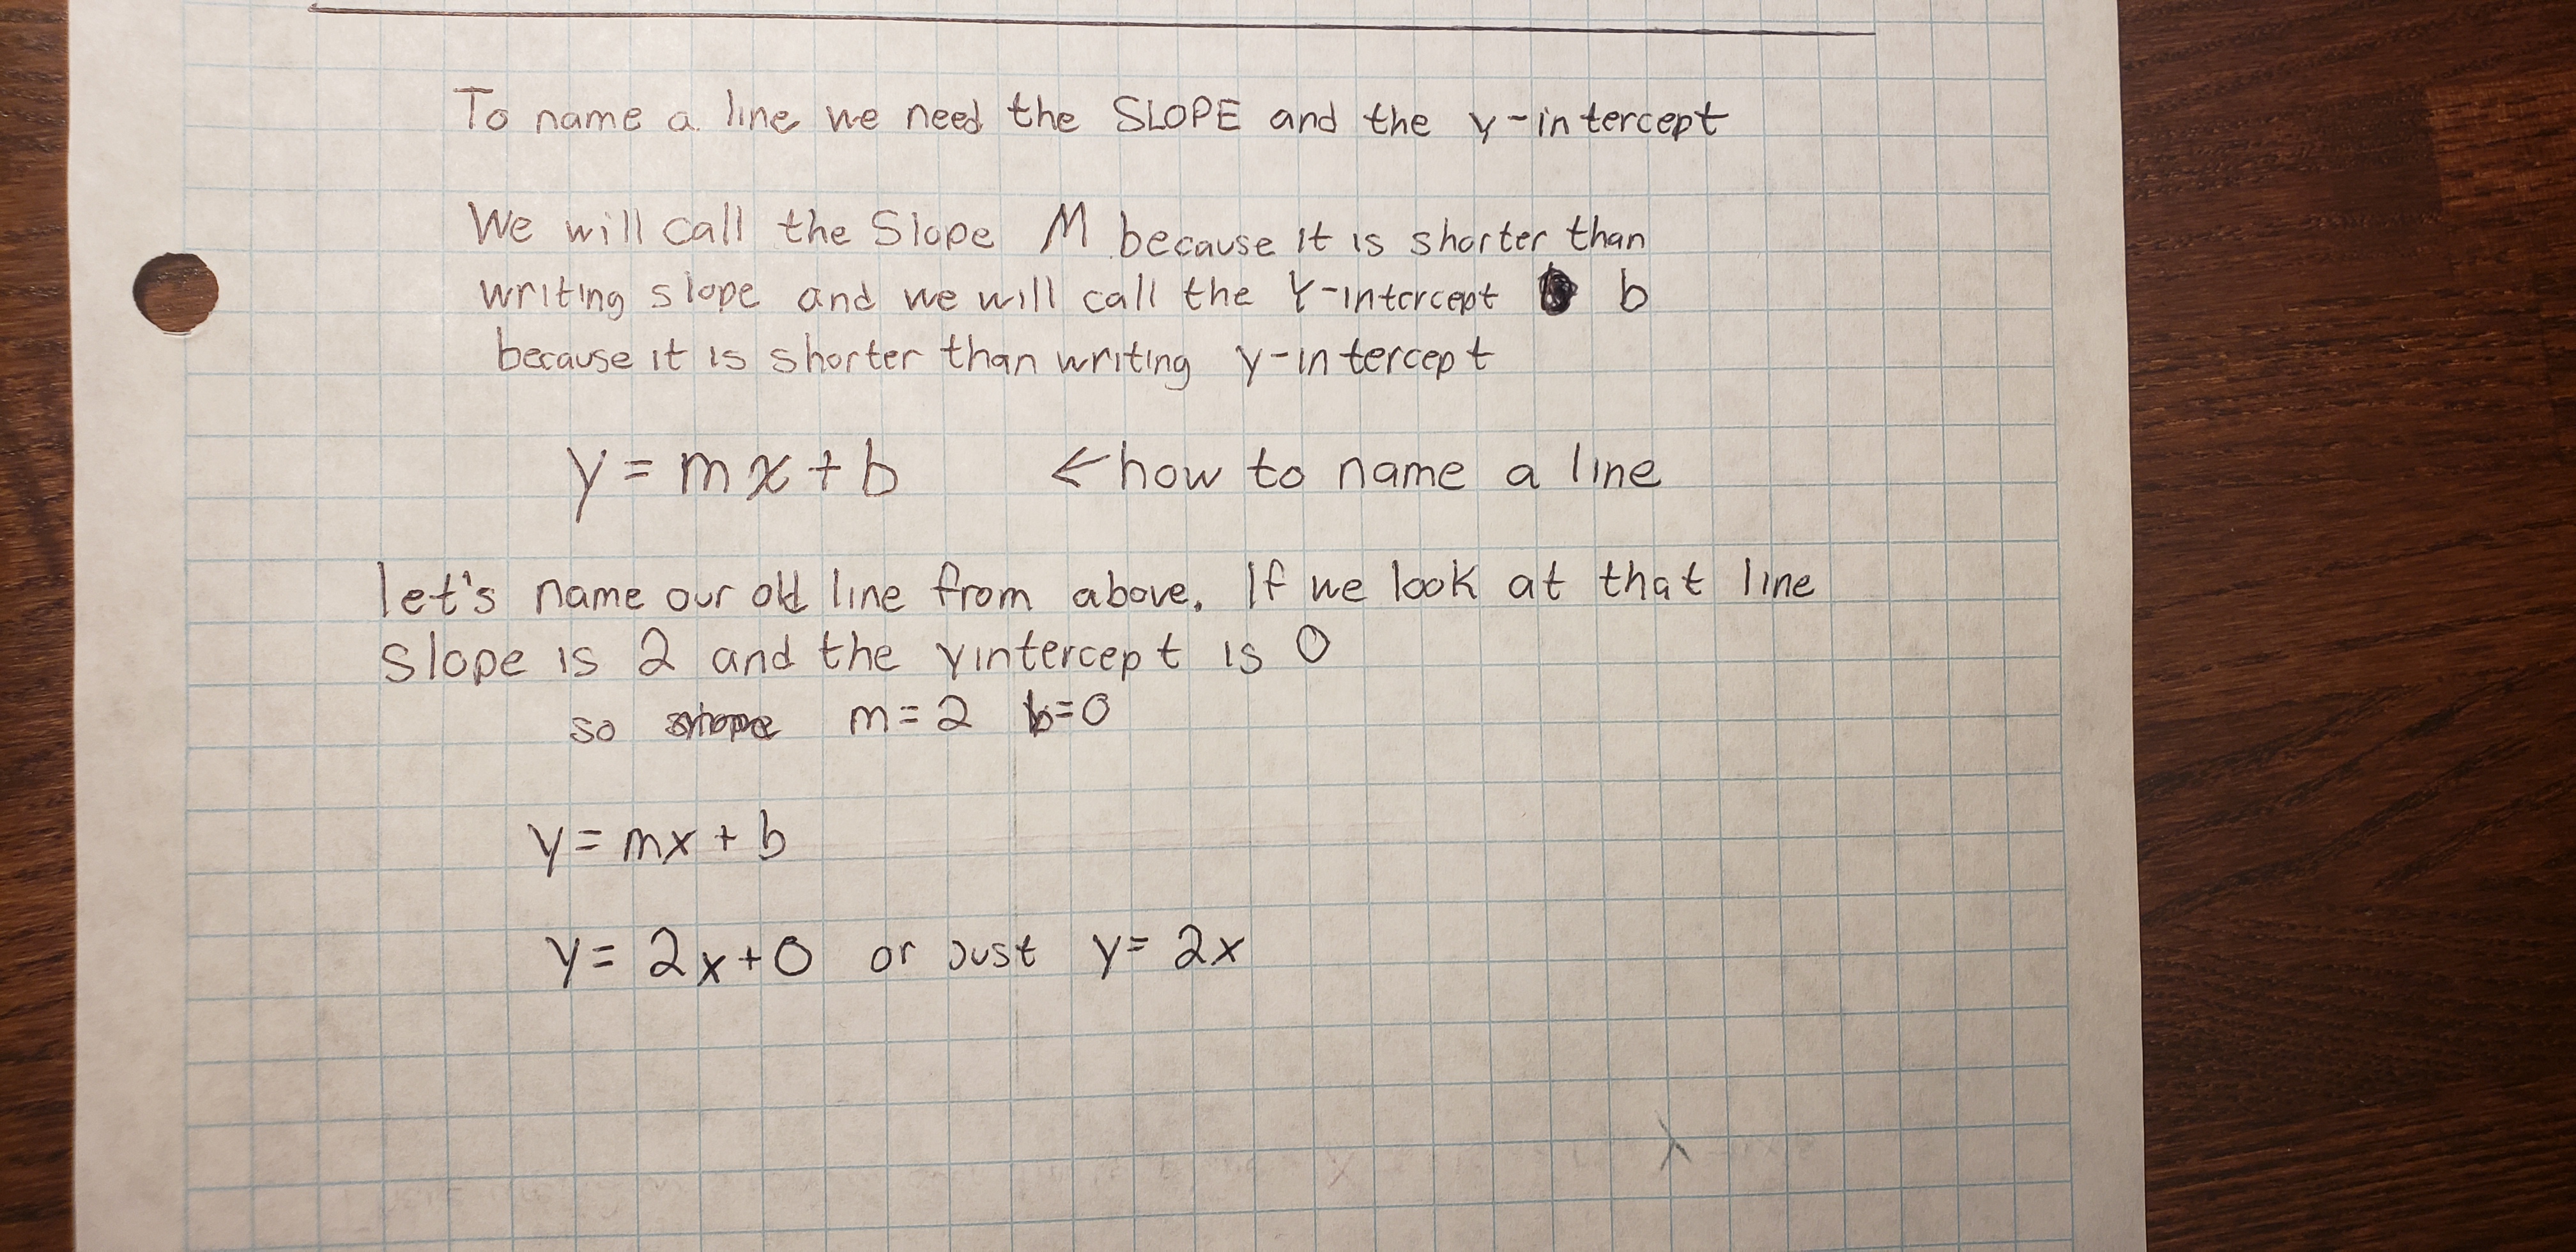 To name a line we need the SLOPE and the y-intercept
We will call the Slope M because it is shorter than
writing slope and we will call the Y-intercept b
because it is shorter than writing y-intercept
y = mx + b ← how to name a line
let's name our old line from above. If we look at that line
slope is 2 and the yintercept is 0
so m = 2 b = 0
y = mx + b
y = 2x + 0 or Just y = 2x